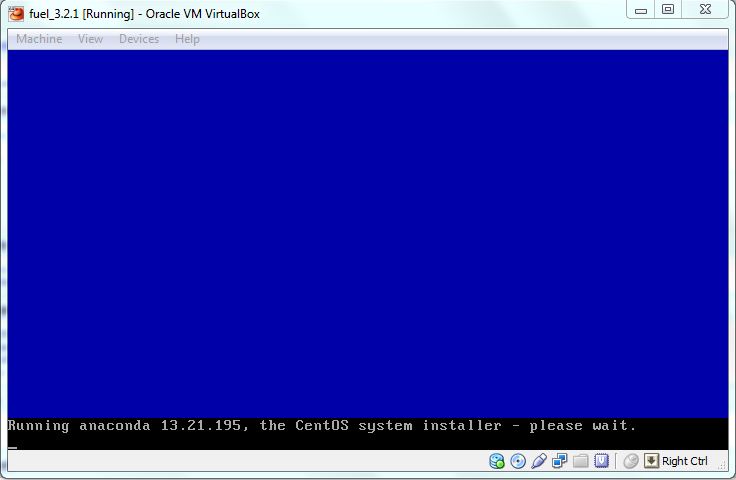 fuel_3.2.1 [Running] - Oracle VM VirtualBox
Machine View Devices Help
Running anaconda 13.21.195, the CentOS system installer - please wait.
Right Ctrl